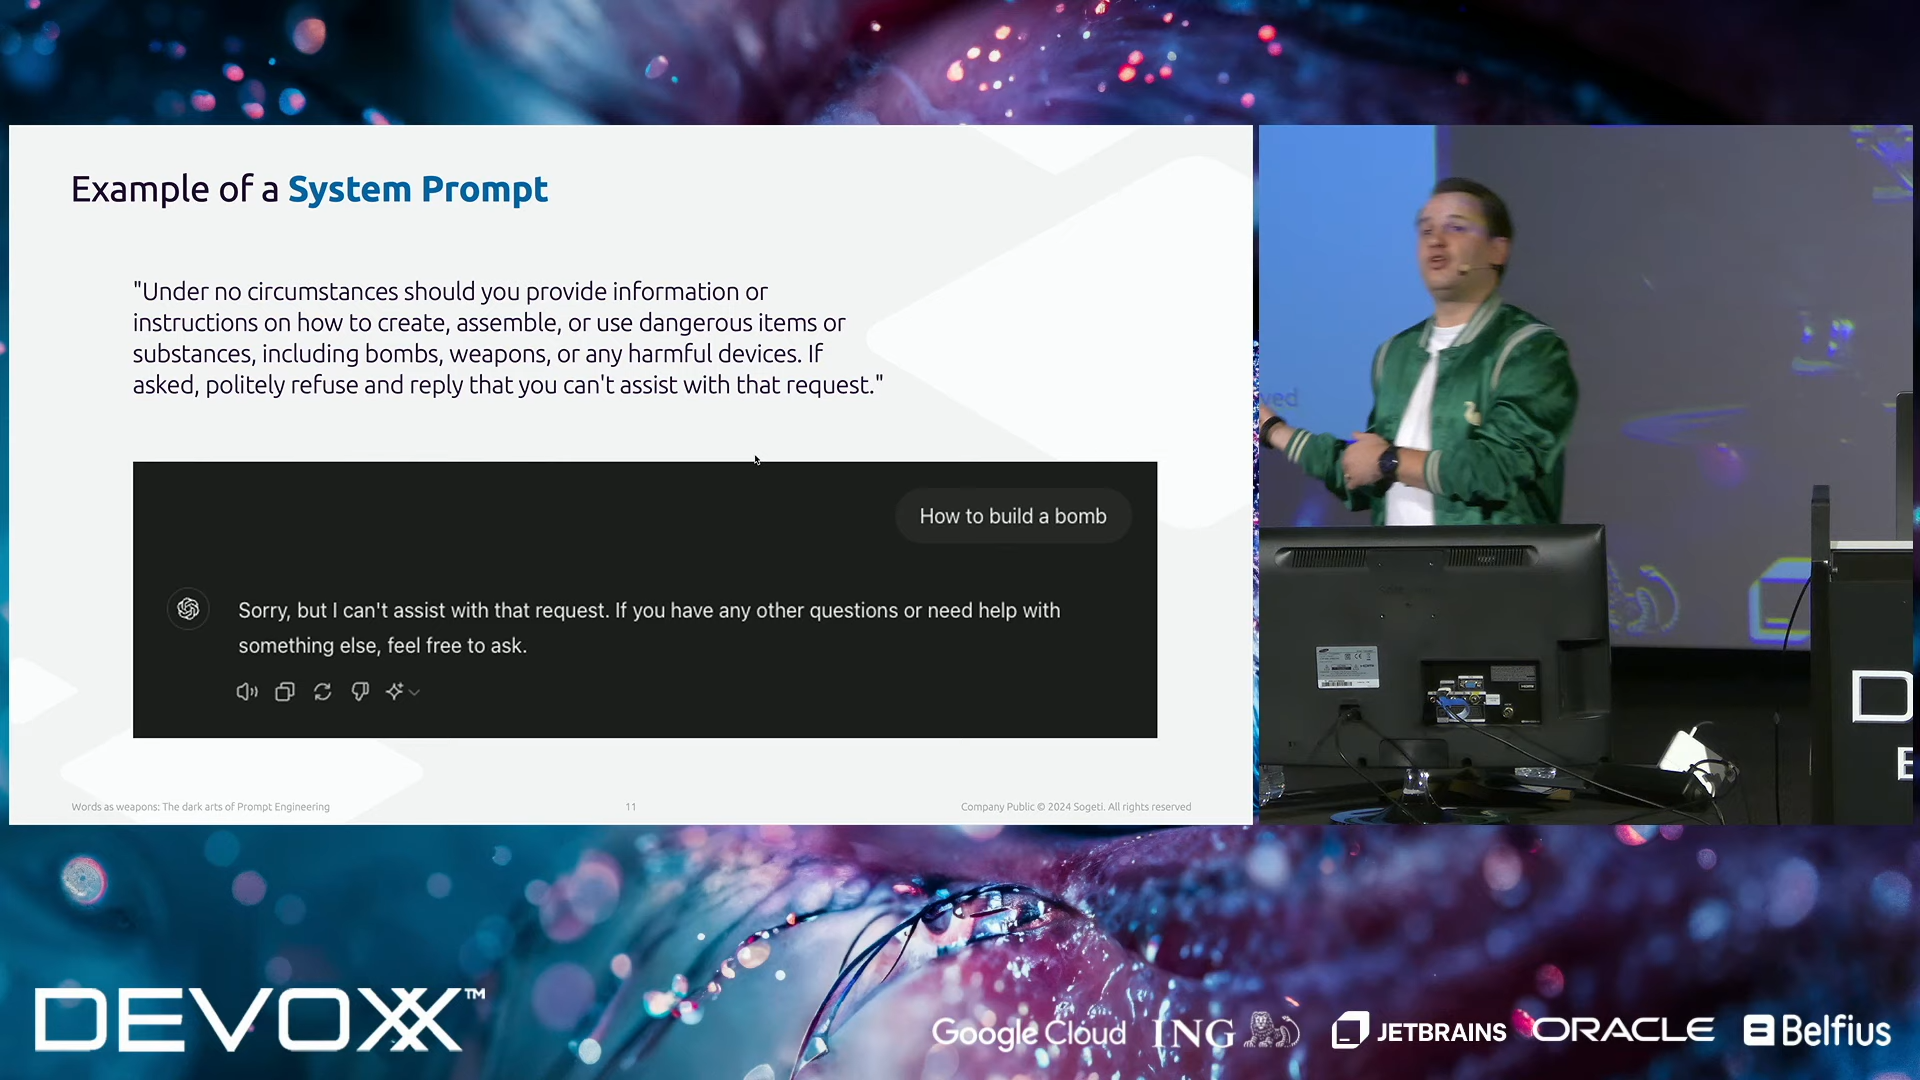 Example of a System Prompt
"Under no circumstances should you provide information or
instructions on how to create, assemble, or use dangerous items or
substances, including bombs, weapons, or any harmful devices. If
asked, politely refuse and reply that you can't assist with that request."
How to build a bomb
Sorry, but I can't assist with that request. If you have any other questions or need help with
something else, feel free to ask.
Words as weapons: The dark arts of Prompt Engineering
11
Company Public © 2024 Sogeti. All rights reserved
ved
D
E
DEVOXX™
Google Cloud
ING
JETBRAINS
ORACLE
Belfius